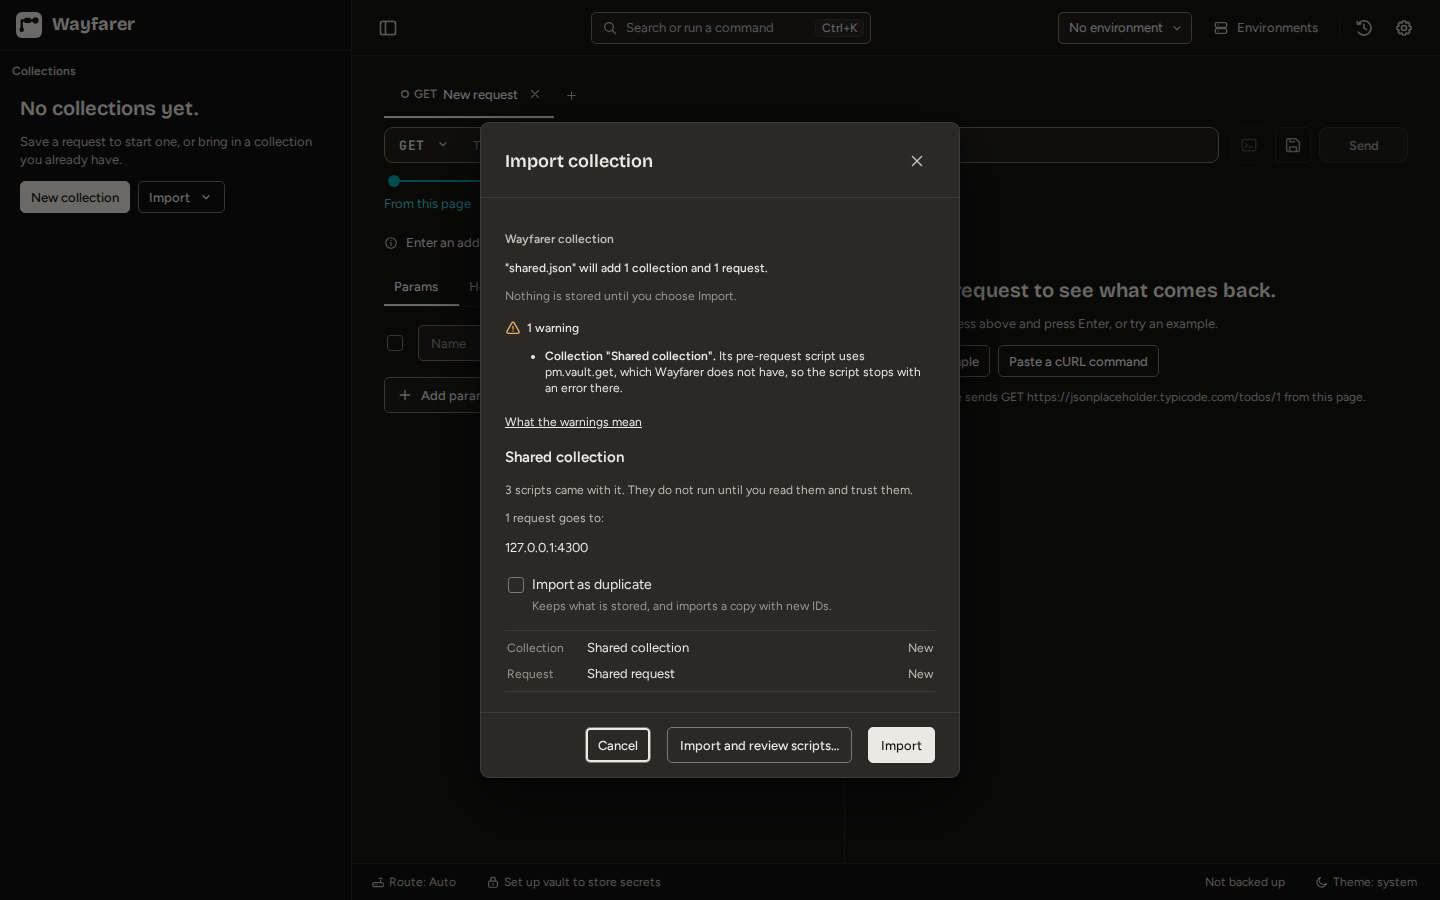 Wayfarer
Search or run a command
Ctrl+K
No environment
Environments
Collections
No collections yet.
Save a request to start one, or bring in a collection
you already have.
New collection
Import
GET New request
GET
Send
From this page
Enter an add
Params
Name
Add para
request to see what comes back.
ess above and press Enter, or try an example.
ple
Paste a cURL command
sends GET https://jsonplaceholder.typicode.com/todos/1 from this page.
Import collection
Wayfarer collection
"shared.json" will add 1 collection and 1 request.
Nothing is stored until you choose Import.
1 warning
Collection "Shared collection". Its pre-request script uses
pm.vault.get, which Wayfarer does not have, so the script stops with
an error there.
What the warnings mean
Shared collection
3 scripts came with it. They do not run until you read them and trust them.
1 request goes to:
127.0.0.1:4300
Import as duplicate
Keeps what is stored, and imports a copy with new IDs.
Collection Shared collection New
Request Shared request New
Cancel
Import and review scripts...
Import
Route: Auto
Set up vault to store secrets
Not backed up
Theme: system